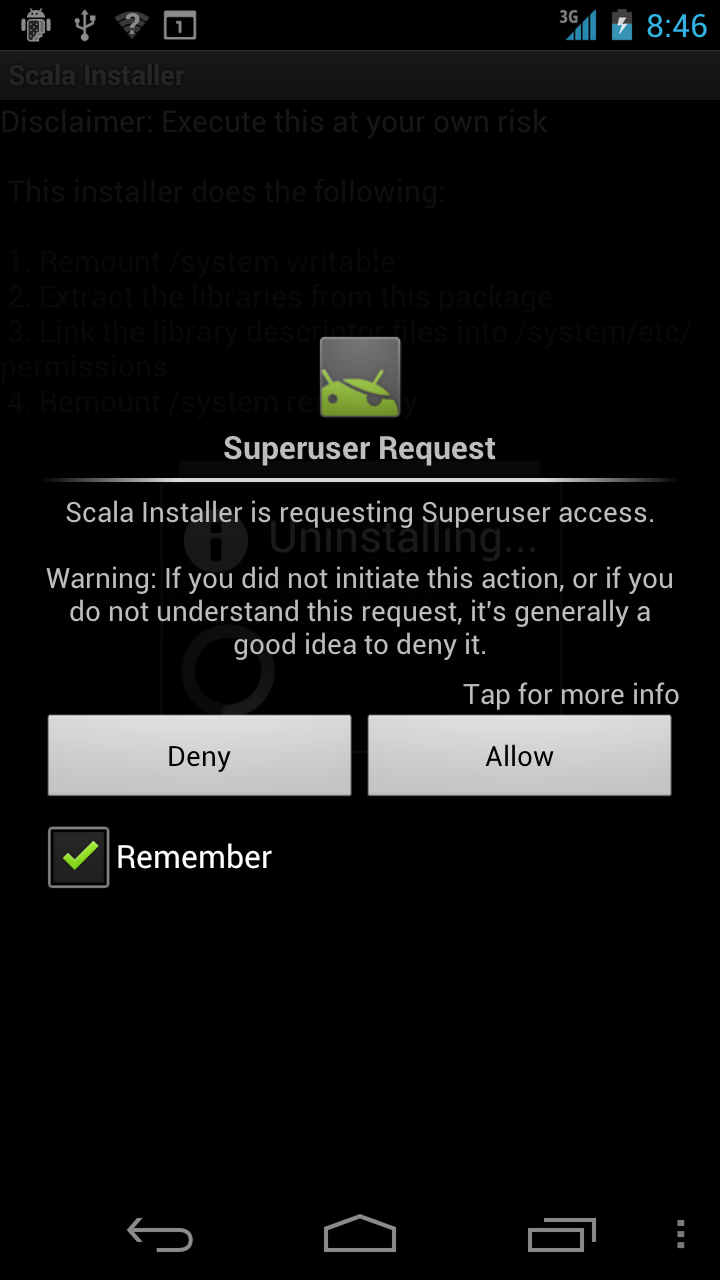 3G 8:46
1
Scala Installer
Disclaimer: Execute this at your own risk
This installer does the following:
1. Remount /system writable
2. Extract the libraries from this package
3. Link the library descriptor files into /system/etc/
permissions
4. Remount /system
Superuser Request
Scala Installer is requesting Superuser access.
Uninstalling...
Warning: If you did not initiate this action, or if you
do not understand this request, it's generally a
good idea to deny it.
Tap for more info
Deny Allow
Remember